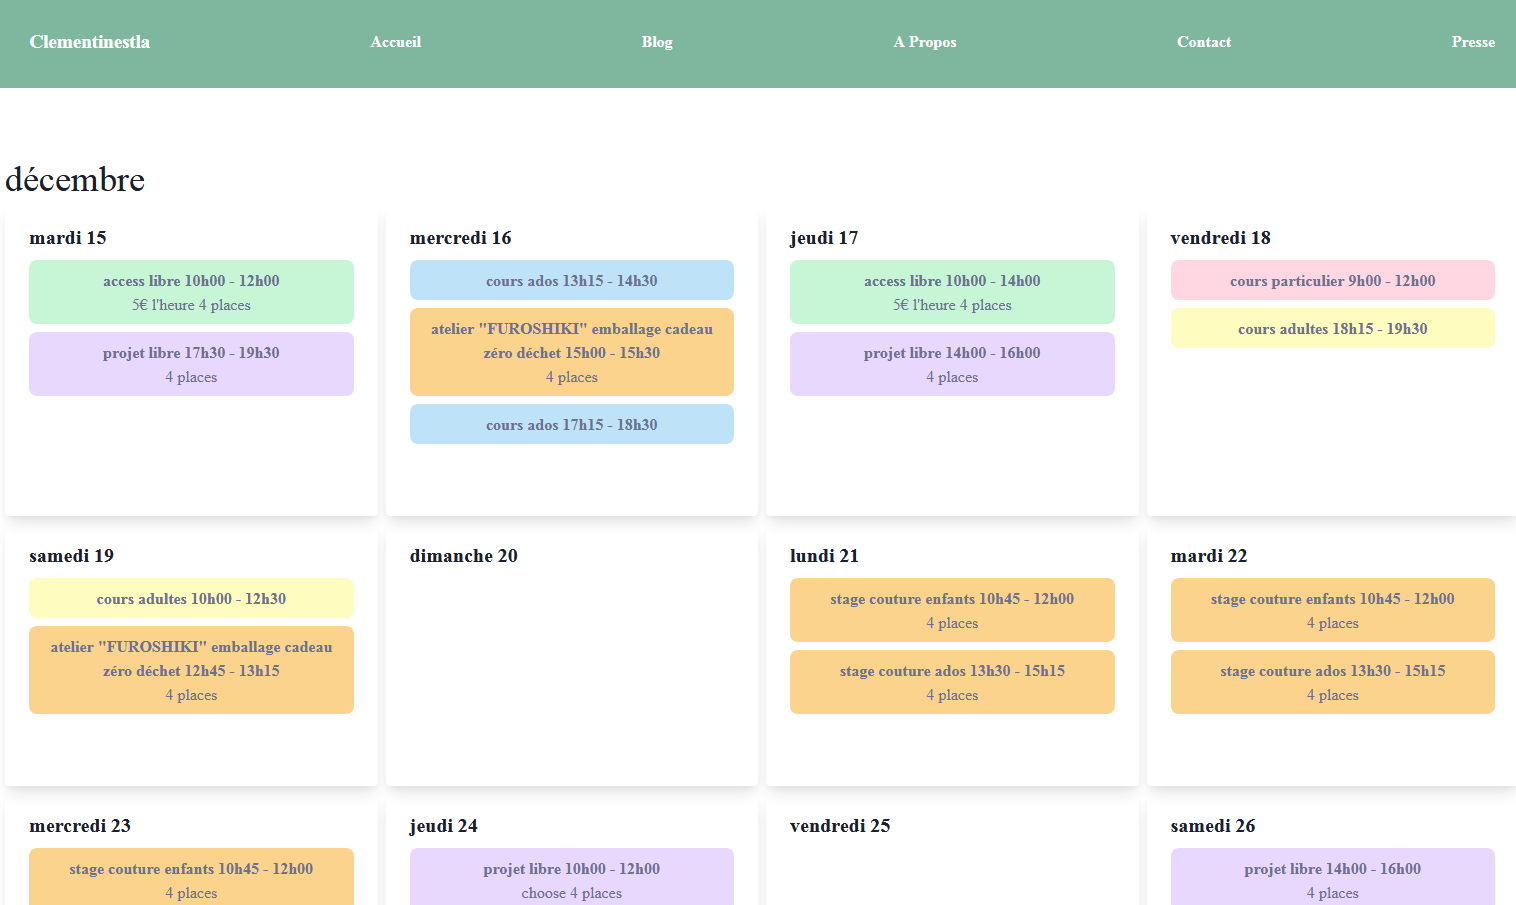 Clementinestla
Accueil
Blog
A Propos
Contact
Presse
décembre
mardi 15
access libre 10h00 - 12h00
5€ l'heure 4 places
projet libre 17h30 - 19h30
4 places
mercredi 16
cours ados 13h15 - 14h30
atelier "FUROSHIKI" emballage cadeau
zéro déchet 15h00 - 15h30
4 places
cours ados 17h15 - 18h30
jeudi 17
access libre 10h00 - 14h00
5€ l'heure 4 places
projet libre 14h00 - 16h00
4 places
vendredi 18
cours particulier 9h00 - 12h00
cours adultes 18h15 - 19h30
samedi 19
cours adultes 10h00 - 12h30
atelier "FUROSHIKI" emballage cadeau
zéro déchet 12h45 - 13h15
4 places
dimanche 20
lundi 21
stage couture enfants 10h45 - 12h00
4 places
stage couture ados 13h30 - 15h15
4 places
mardi 22
stage couture enfants 10h45 - 12h00
4 places
stage couture ados 13h30 - 15h15
4 places
mercredi 23
stage couture enfants 10h45 - 12h00
4 places
jeudi 24
projet libre 10h00 - 12h00
choose 4 places
vendredi 25
samedi 26
projet libre 14h00 - 16h00
4 places